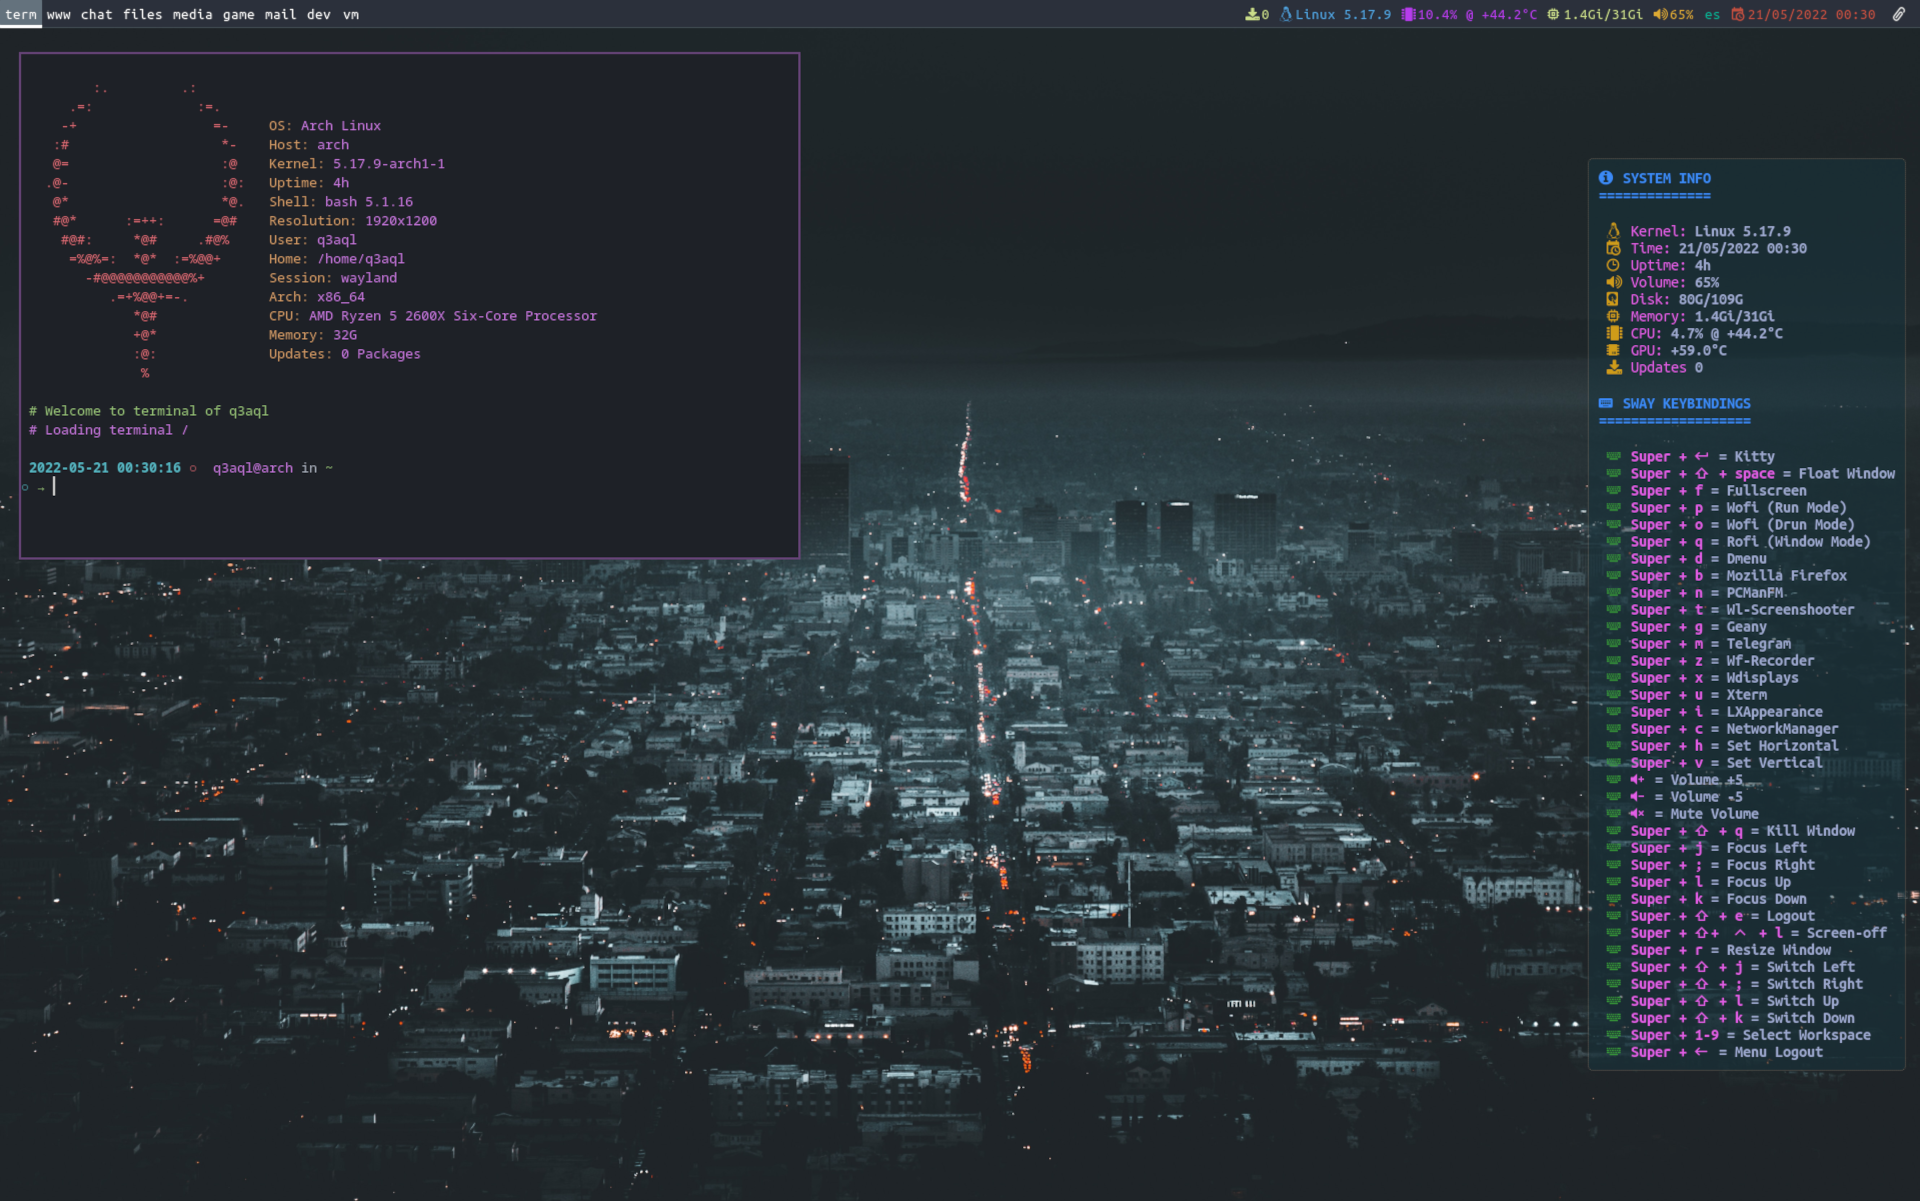 term www chat files media game mail dev vm
0 Linux 5.17.9 10.4% @ +44.2°C 1.4Gi/31Gi 65% es 21/05/2022 00:30
OS: Arch Linux
Host: arch
Kernel: 5.17.9-arch1-1
Uptime: 4h
Shell: bash 5.1.16
Resolution: 1920x1200
User: q3aql
Home: /home/q3aql
Session: wayland
Arch: x86_64
CPU: AMD Ryzen 5 2600X Six-Core Processor
Memory: 32G
Updates: 0 Packages
# Welcome to terminal of q3aql
# Loading terminal /
2022-05-21 00:30:16 ○ q3aql@arch in ~
○ →
SYSTEM INFO
==============
Kernel: Linux 5.17.9
Time: 21/05/2022 00:30
Uptime: 4h
Volume: 65%
Disk: 80G/109G
Memory: 1.4Gi/31Gi
CPU: 4.7% @ +44.2°C
GPU: +59.0°C
Updates 0
SWAY KEYBINDINGS
===================
Super + ↩ = Kitty
Super + ⇧ + space = Float Window
Super + f = Fullscreen
Super + p = Wofi (Run Mode)
Super + o = Wofi (Drun Mode)
Super + q = Rofi (Window Mode)
Super + d = Dmenu
Super + b = Mozilla Firefox
Super + n = PCManFM
Super + t = Wl-Screenshooter
Super + g = Geany
Super + m = Telegram
Super + z = Wf-Recorder
Super + x = Wdisplays
Super + u = Xterm
Super + i = LXAppearance
Super + c = NetworkManager
Super + h = Set Horizontal
Super + v = Set Vertical
= Volume +5
= Volume -5
= Mute Volume
Super + ⇧ + q = Kill Window
Super + j = Focus Left
Super + ; = Focus Right
Super + l = Focus Up
Super + k = Focus Down
Super + ⇧ + e = Logout
Super + ⇧+ ^ + l = Screen-off
Super + r = Resize Window
Super + ⇧ + j = Switch Left
Super + ⇧ + ; = Switch Right
Super + ⇧ + l = Switch Up
Super + ⇧ + k = Switch Down
Super + 1-9 = Select Workspace
Super + ← = Menu Logout